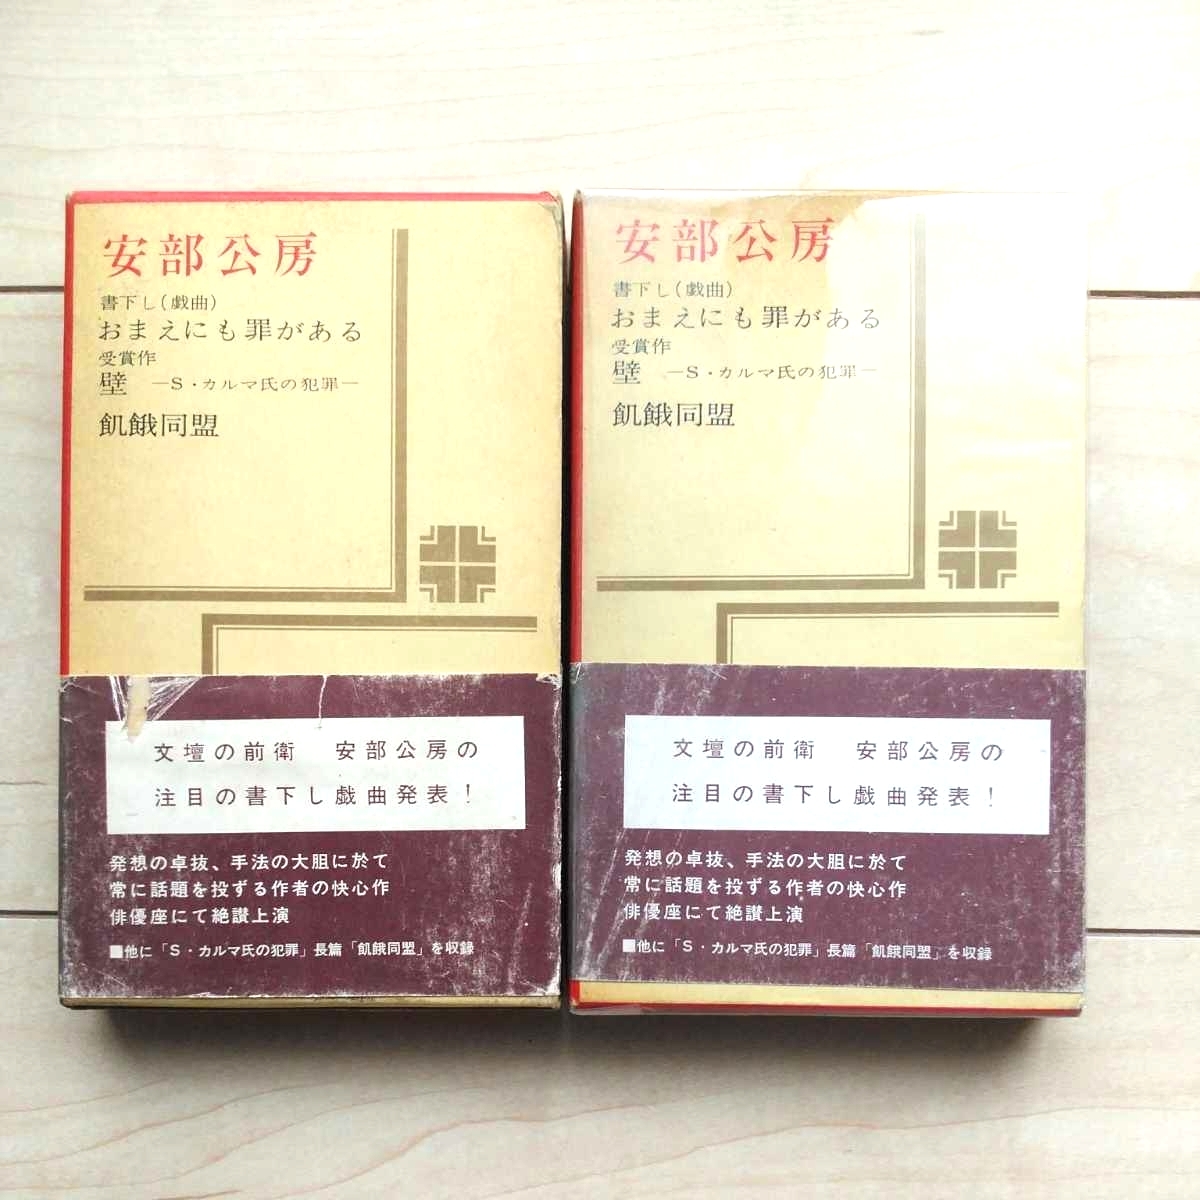 安部公房
書下し(戯曲)
おまえにも罪がある
受賞作
壁 —S・カルマ氏の犯罪—
飢餓同盟
文壇の前衛 安部公房の
注目の書下し戯曲発表!
発想の卓抜、手法の大胆に於て
常に話題を投ずる作者の快心作
俳優座にて絶讃上演
■他に「S・カルマ氏の犯罪」長篇「飢餓同盟」を収録
安部公房
書下し(戯曲)
おまえにも罪がある
受賞作
壁 —S・カルマ氏の犯罪—
飢餓同盟
文壇の前衛 安部公房の
注目の書下し戯曲発表!
発想の卓抜、手法の大胆に於て
常に話題を投ずる作者の快心作
俳優座にて絶讃上演
■他に「S・カルマ氏の犯罪」長篇「飢餓同盟」を収録